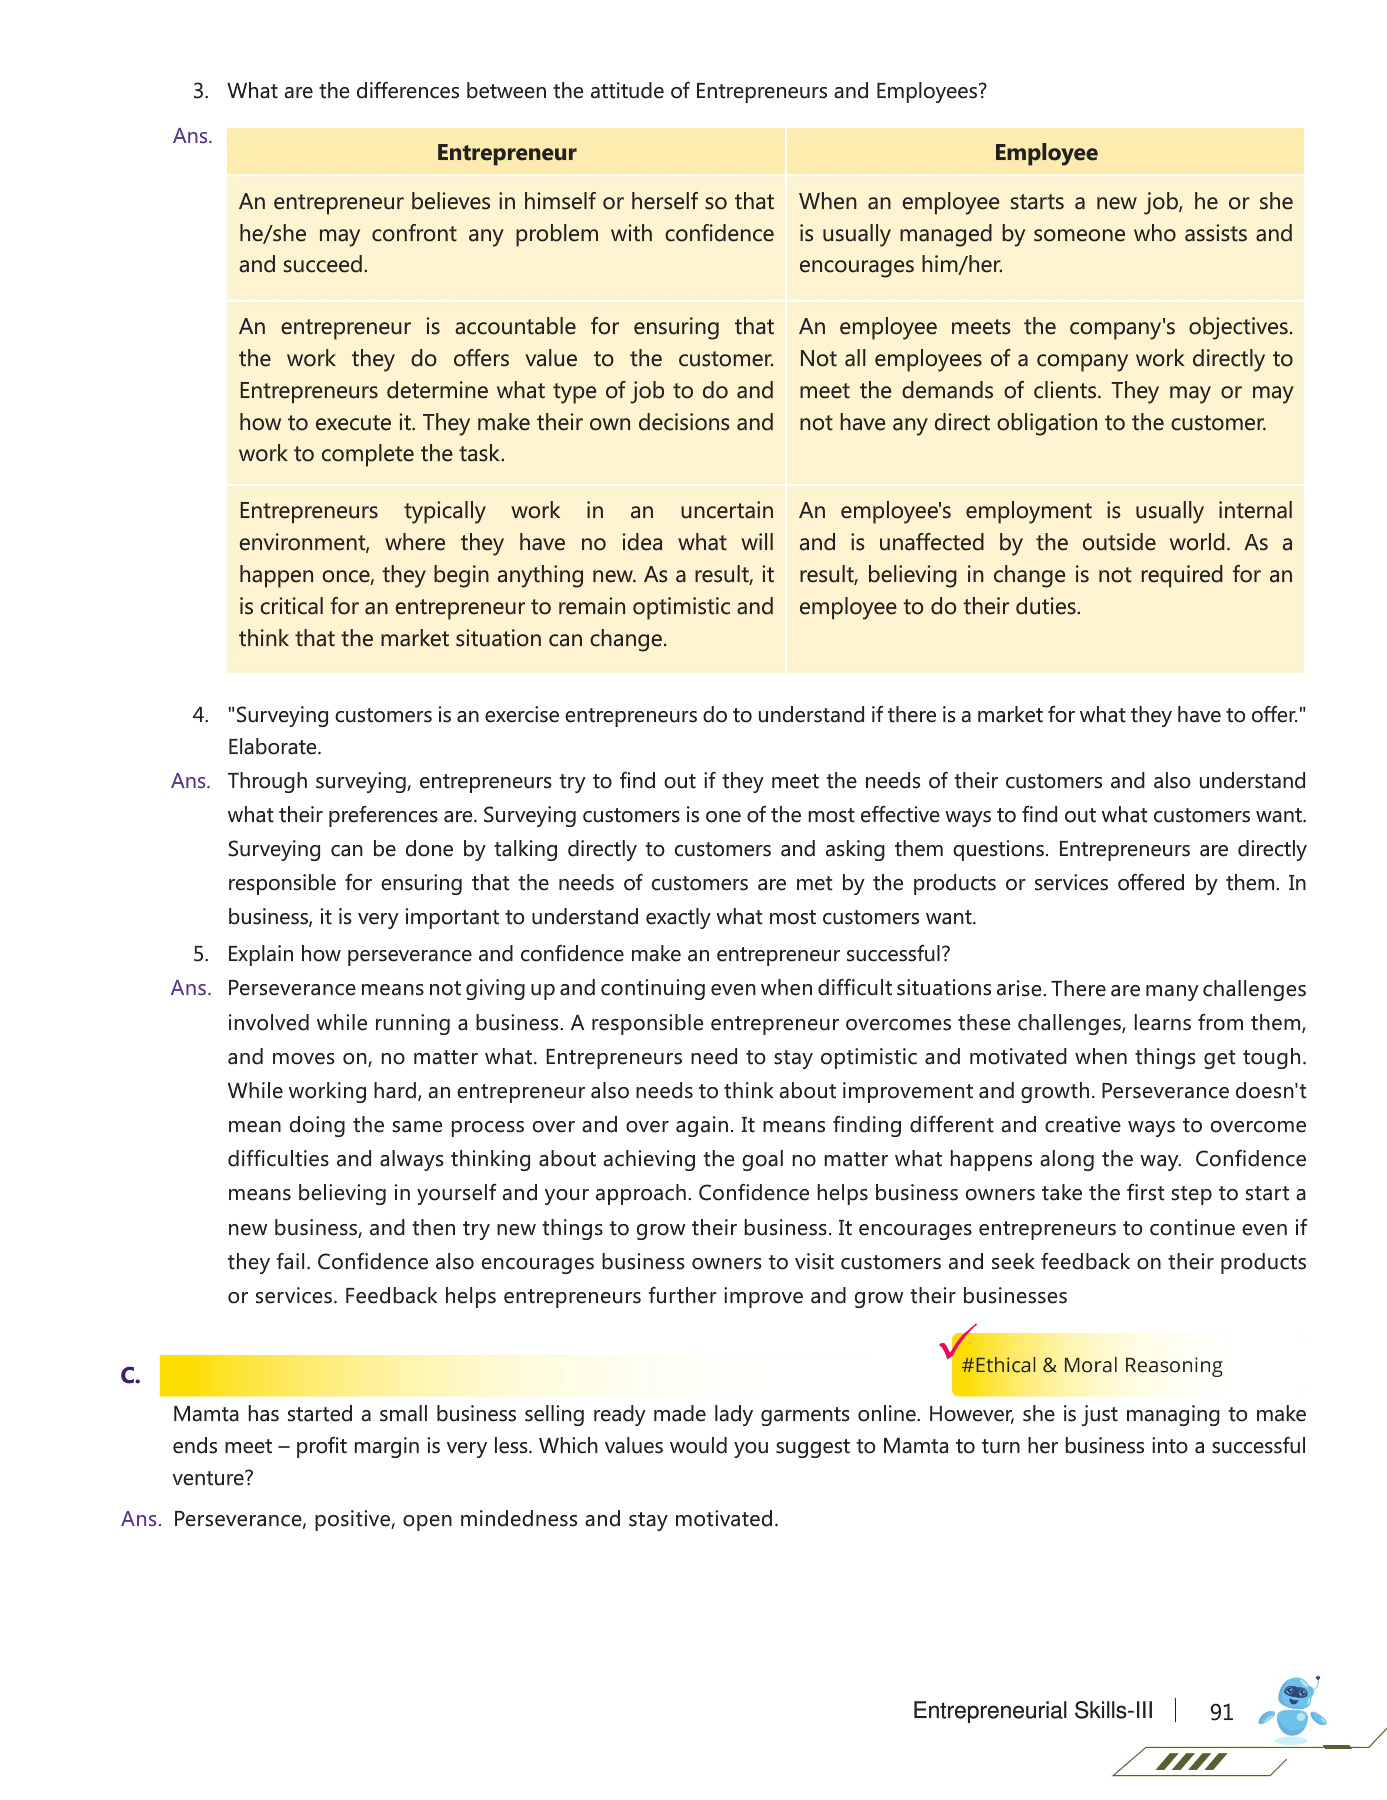 3. What are the differences between the attitude of Entrepreneurs and Employees?
Ans.
Entrepreneur
Employee
An entrepreneur believes in himself or herself so that
he/she may confront any problem with confidence
and succeed.
When an employee starts a new job, he or she
is usually managed by someone who assists and
encourages him/her.
An entrepreneur is accountable for ensuring that
the work they do offers value to the customer.
Entrepreneurs determine what type of job to do and
how to execute it. They make their own decisions and
work to complete the task.
An employee meets the company's objectives.
Not all employees of a company work directly to
meet the demands of clients. They may or may
not have any direct obligation to the customer.
Entrepreneurs typically work in an uncertain
environment, where they have no idea what will
happen once, they begin anything new. As a result, it
is critical for an entrepreneur to remain optimistic and
think that the market situation can change.
An employee's employment is usually internal
and is unaffected by the outside world. As a
result, believing in change is not required for an
employee to do their duties.
4. "Surveying customers is an exercise entrepreneurs do to understand if there is a market for what they have to offer."
Elaborate.
Ans. Through surveying, entrepreneurs try to find out if they meet the needs of their customers and also understand
what their preferences are. Surveying customers is one of the most effective ways to find out what customers want.
Surveying can be done by talking directly to customers and asking them questions. Entrepreneurs are directly
responsible for ensuring that the needs of customers are met by the products or services offered by them. In
business, it is very important to understand exactly what most customers want.
5. Explain how perseverance and confidence make an entrepreneur successful?
Ans. Perseverance means not giving up and continuing even when difficult situations arise. There are many challenges
involved while running a business. A responsible entrepreneur overcomes these challenges, learns from them,
and moves on, no matter what. Entrepreneurs need to stay optimistic and motivated when things get tough.
While working hard, an entrepreneur also needs to think about improvement and growth. Perseverance doesn't
mean doing the same process over and over again. It means finding different and creative ways to overcome
difficulties and always thinking about achieving the goal no matter what happens along the way. Confidence
means believing in yourself and your approach. Confidence helps business owners take the first step to start a
new business, and then try new things to grow their business. It encourages entrepreneurs to continue even if
they fail. Confidence also encourages business owners to visit customers and seek feedback on their products
or services. Feedback helps entrepreneurs further improve and grow their businesses
C.
#Ethical & Moral Reasoning
Mamta has started a small business selling ready made lady garments online. However, she is just managing to make
ends meet – profit margin is very less. Which values would you suggest to Mamta to turn her business into a successful
venture?
Ans. Perseverance, positive, open mindedness and stay motivated.
Entrepreneurial Skills-III 91